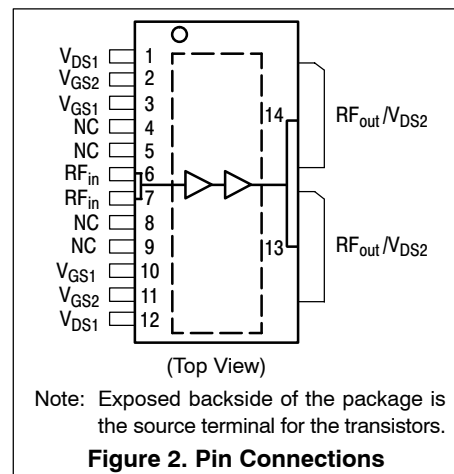 V_DS1 1
V_GS2 2
V_GS1 3
NC 4
NC 5
RF_in 6
RF_in 7
NC 8
NC 9
V_GS1 10
V_GS2 11
V_DS1 12
14 RF_out/V_DS2
13 RF_out/V_DS2
(Top View)
Note: Exposed backside of the package is
the source terminal for the transistors.
Figure 2. Pin Connections